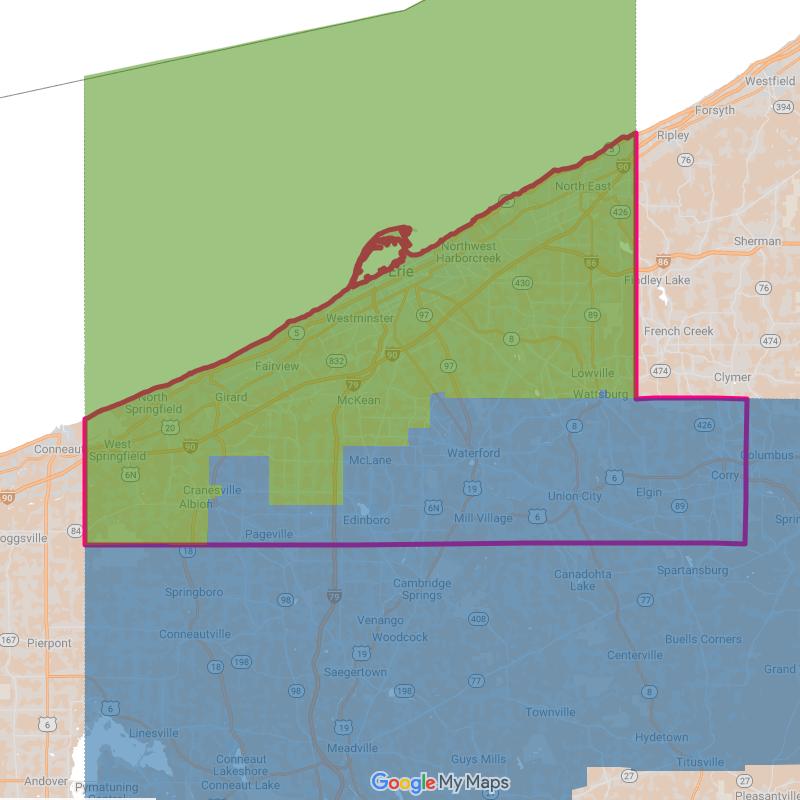 Westfield
394
Forsyth
Ripley
76
5
90
5
North East
426
Northwest
Harborcreek
Sherman
86
86
Erie
Findley Lake
76
430
97
89
Westminster
5
French Creek
8
474
832
90
Fairview
97
474
Lowville
Clymer
79
Girard
McKean
Wattsburg
North
Springfield
20
8
426
West
Springfield
90
Conneaut
Waterford
Columbus
McLane
6N
6
Corry
Cranesville
19
90
Albion
Union City
Elgin
6N
89
Edinboro
Mill Village
6
Sprin
84
Pageville
oggsville
18
Spartansburg
Canadohta
Lake
Cambridge
Springs
Springboro
98
79
77
408
Venango
Conneautville
Woodcock
Buells Corners
167
Pierpont
19
Centerville
18
198
Saegertown
Grand
77
98
198
8
6
6
Townville
19
Linesville
Hydetown
Meadville
Conneaut
Lakeshore
Guys Mills
Titusville
27
27
Andover
Pymatuning
Central
Conneaut Lake
Google My Maps
Pleasantville